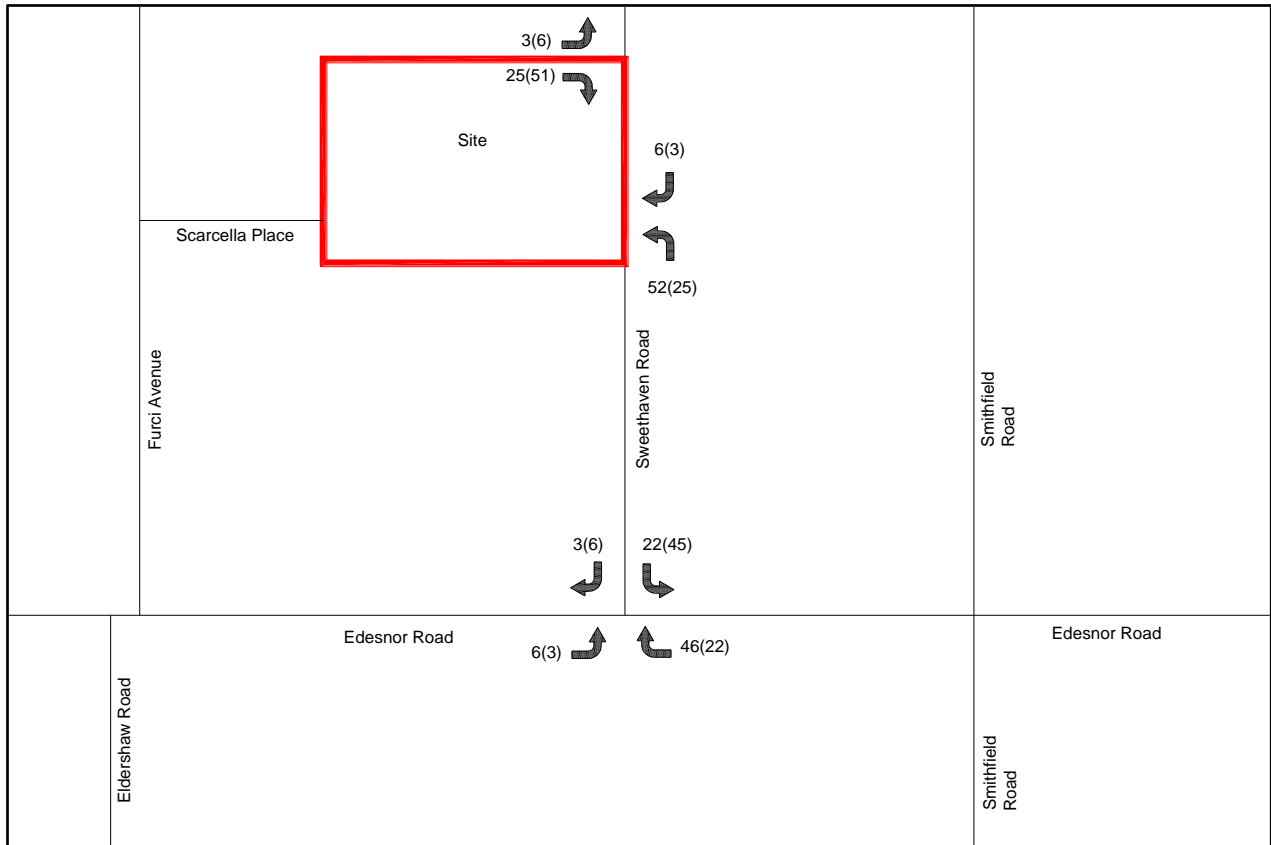 3(6)
25(51)
Site
6(3)
Scarcella Place
52(25)
Furci Avenue
Sweethaven Road
Smithfield
Road
3(6)
22(45)
Edesnor Road
6(3)
46(22)
Edesnor Road
Eldershaw Road
Smithfield
Road